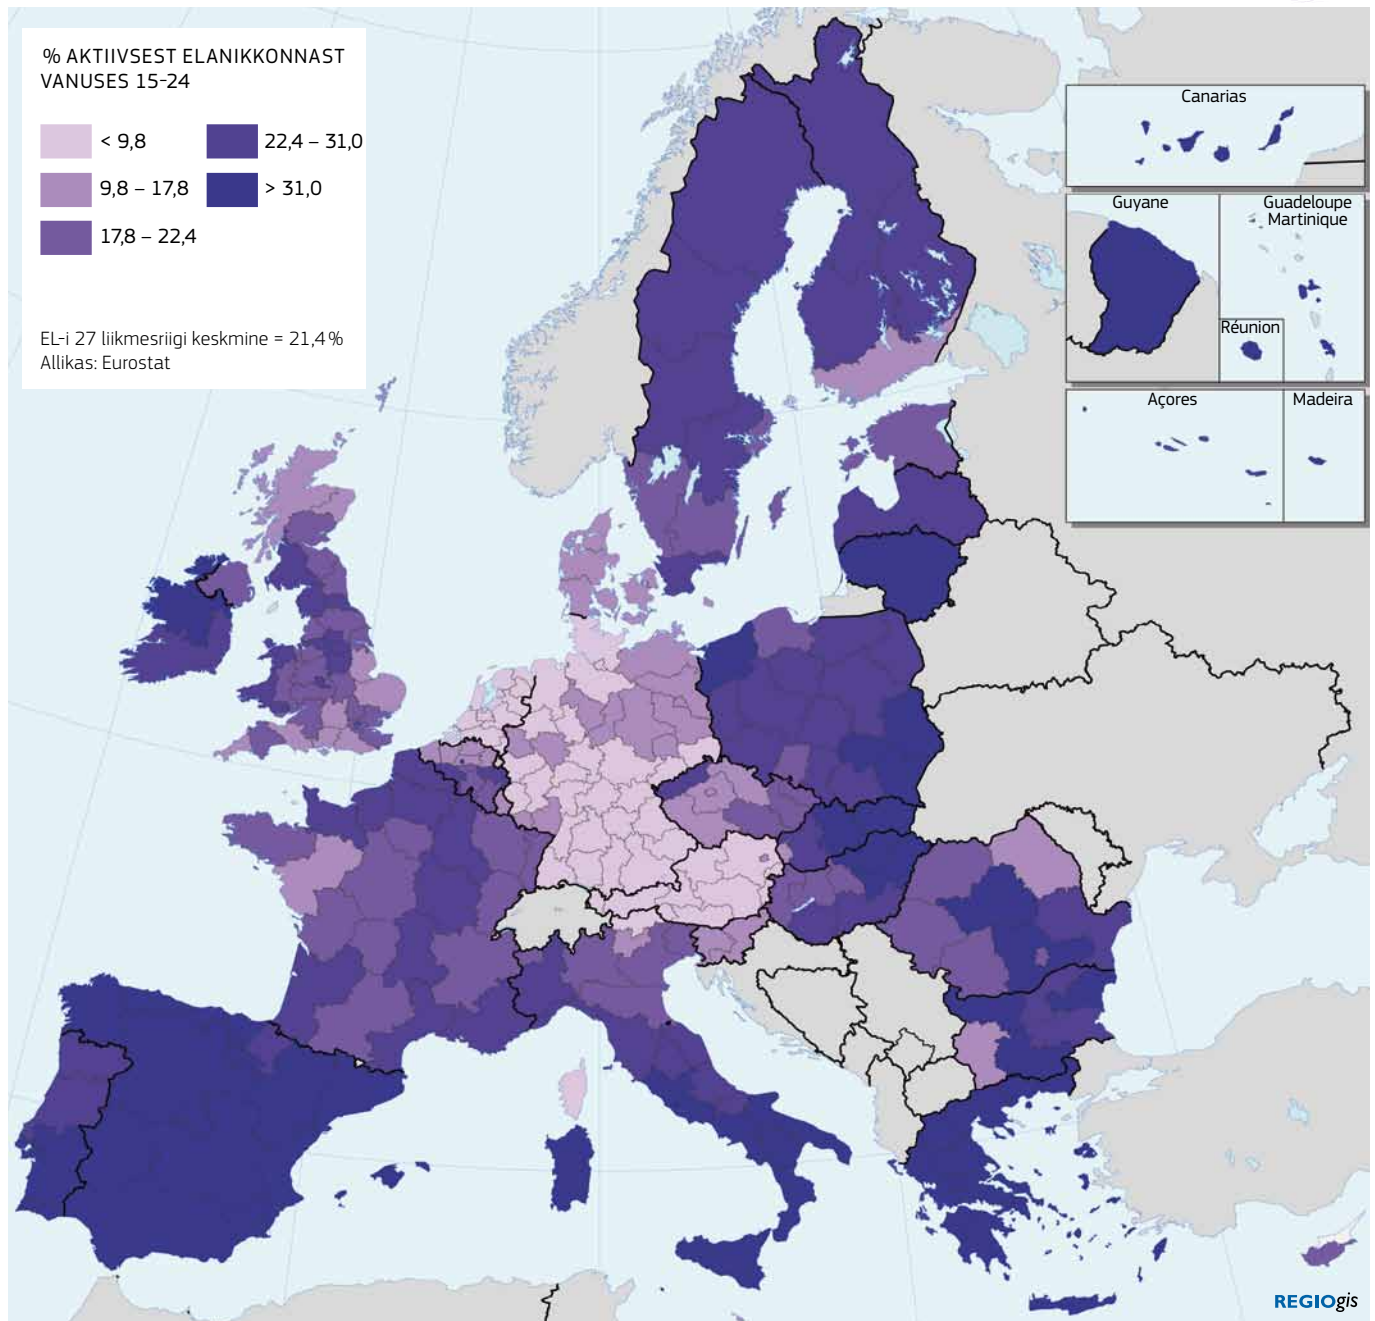 % AKTIIVSEST ELANIKKONNAST
VANUSES 15-24
< 9,8
22,4 – 31,0
9,8 – 17,8
> 31,0
17,8 – 22,4
EL-i 27 liikmesriigi keskmine = 21,4 %
Allikas: Eurostat
Canarias
Guyane
Guadeloupe
Martinique
Réunion
Açores
Madeira
REGIOgis